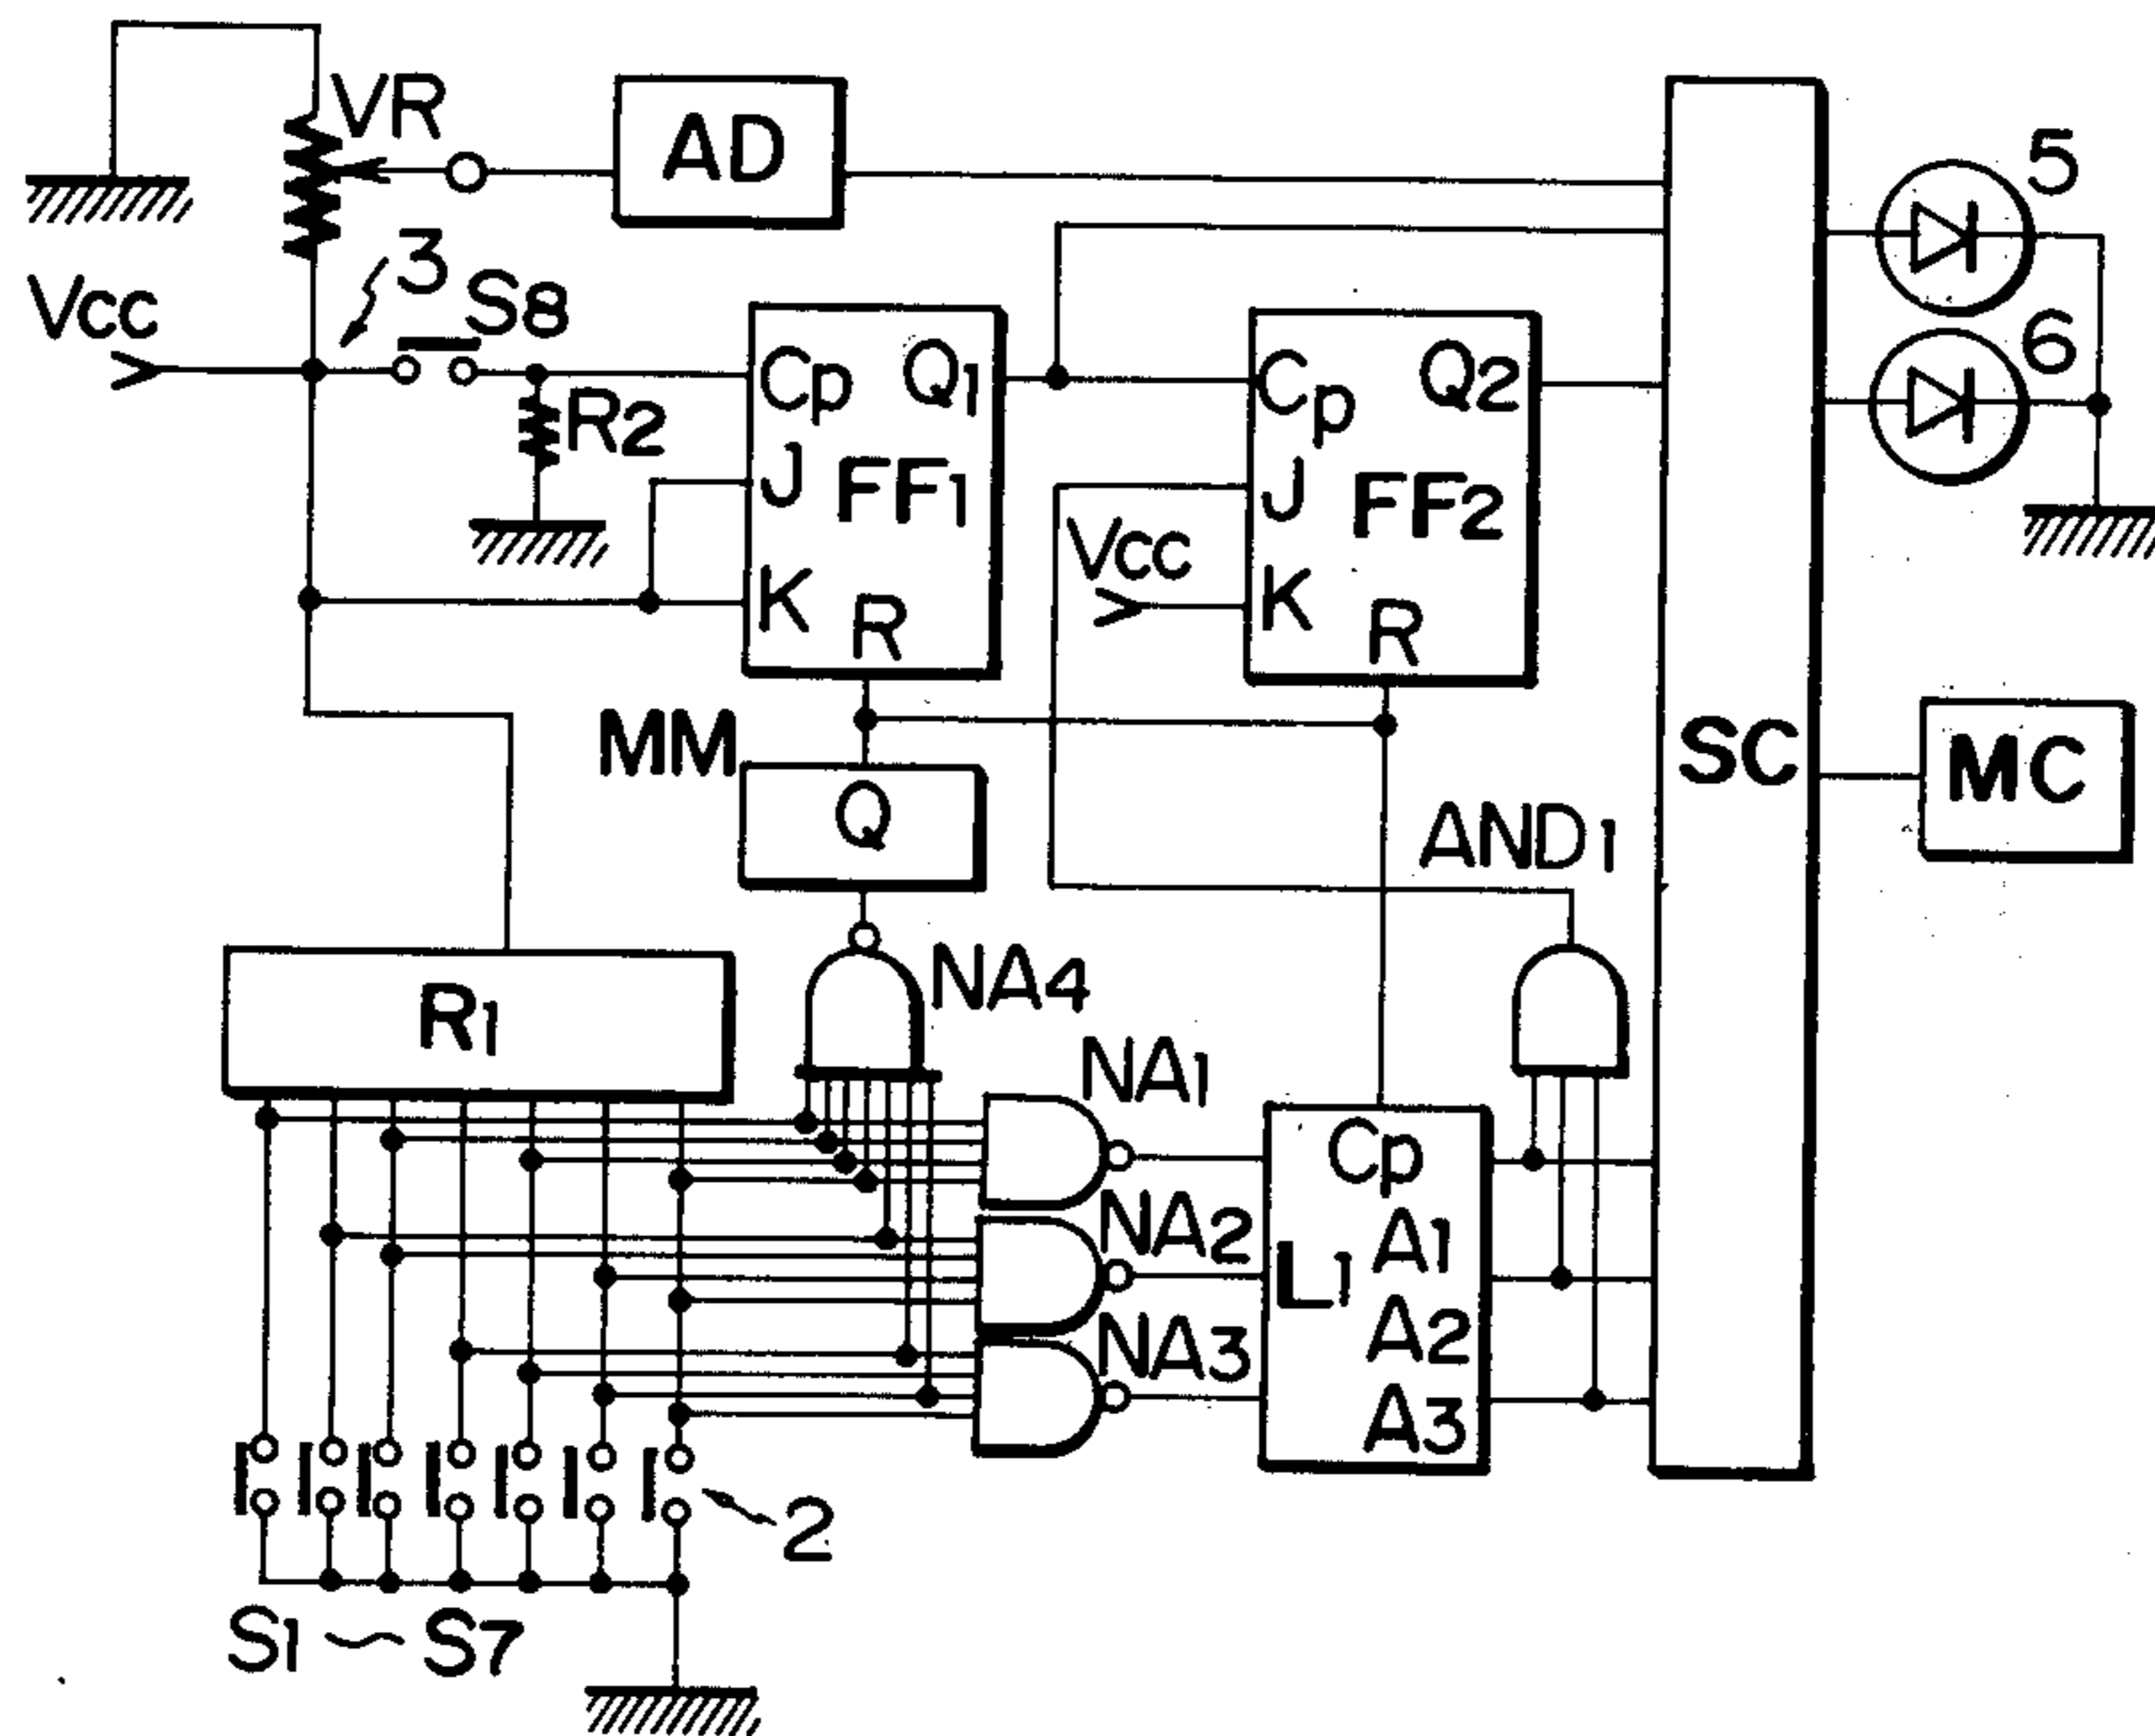 VR
AD
5
3
S8
Vcc
6
Cp
Q1
Cp
Q2
R2
J
FF1
J
FF2
Vcc
K
R
K
R
MM
SC
MC
Q
AND1
R1
NA4
NA1
Cp
NA2
A1
L1
NA3
A2
A3
2
S1 ~ S7